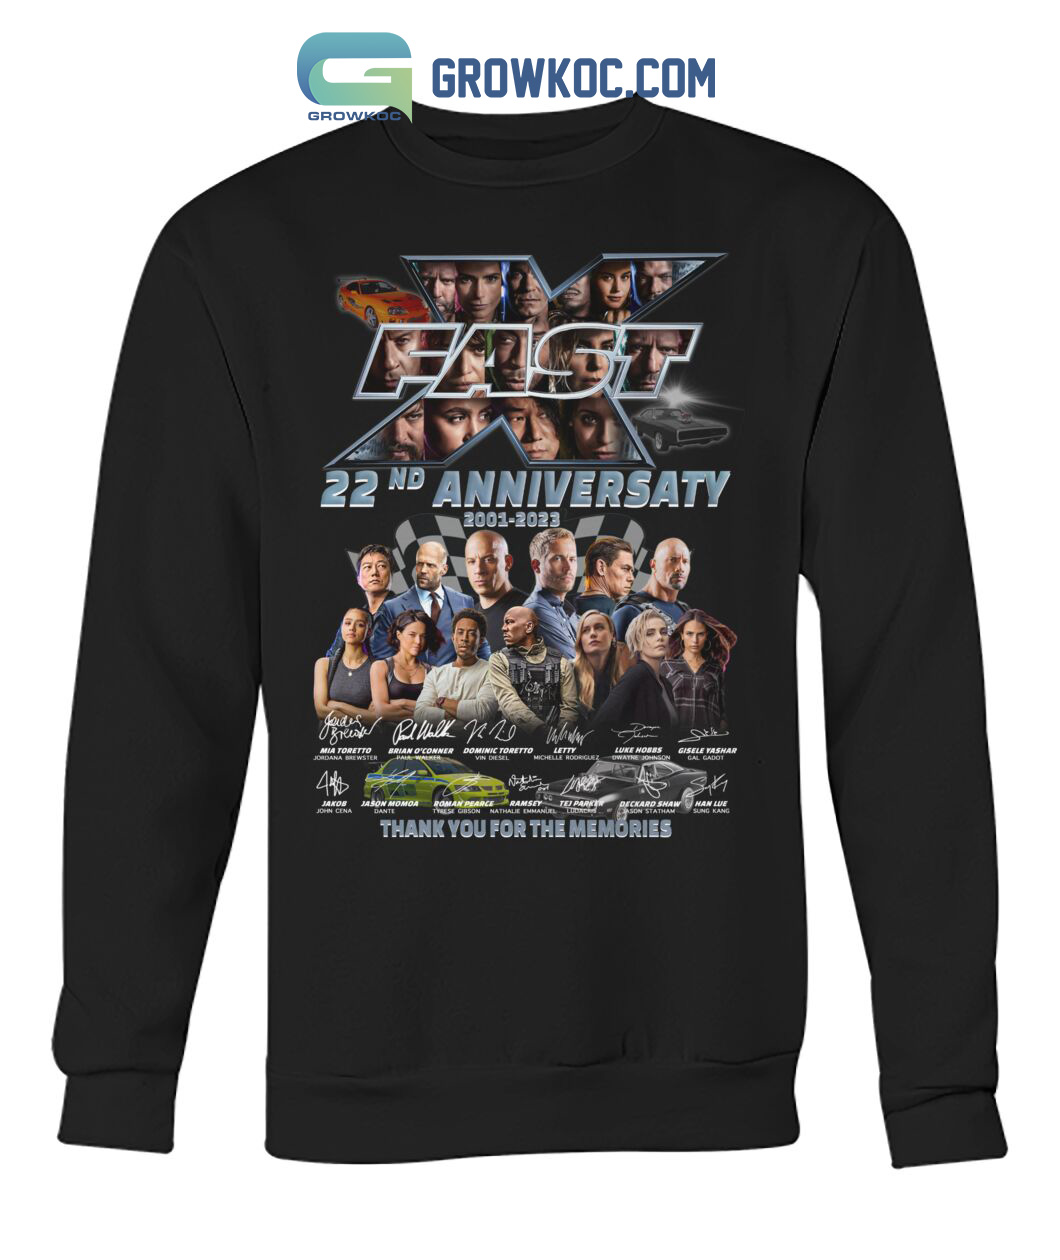 GROWKOC.COM
GROWKOC
X
FAST
22 ND ANNIVERSATY
2001-2023
MIA TORETTO BRIAN O'CONNER DOMINIC TORETTO LETTY LUKE HOBBS GISELE YASHAR
JORDANA BREWSTER PAUL WALKER VIN DIESEL MICHELLE RODRIGUEZ DWAYNE JOHNSON GAL GADOT
JAKOB JASON MOMOA ROMAN PEARCE RAMSEY TEJ PARKER DECKARD SHAW HAN LUE
JOHN CENA DANTE TYRESE GIBSON NATHALIE EMMANUEL LUDACRIS JASON STATHAM SUNG KANG
THANK YOU FOR THE MEMORIES